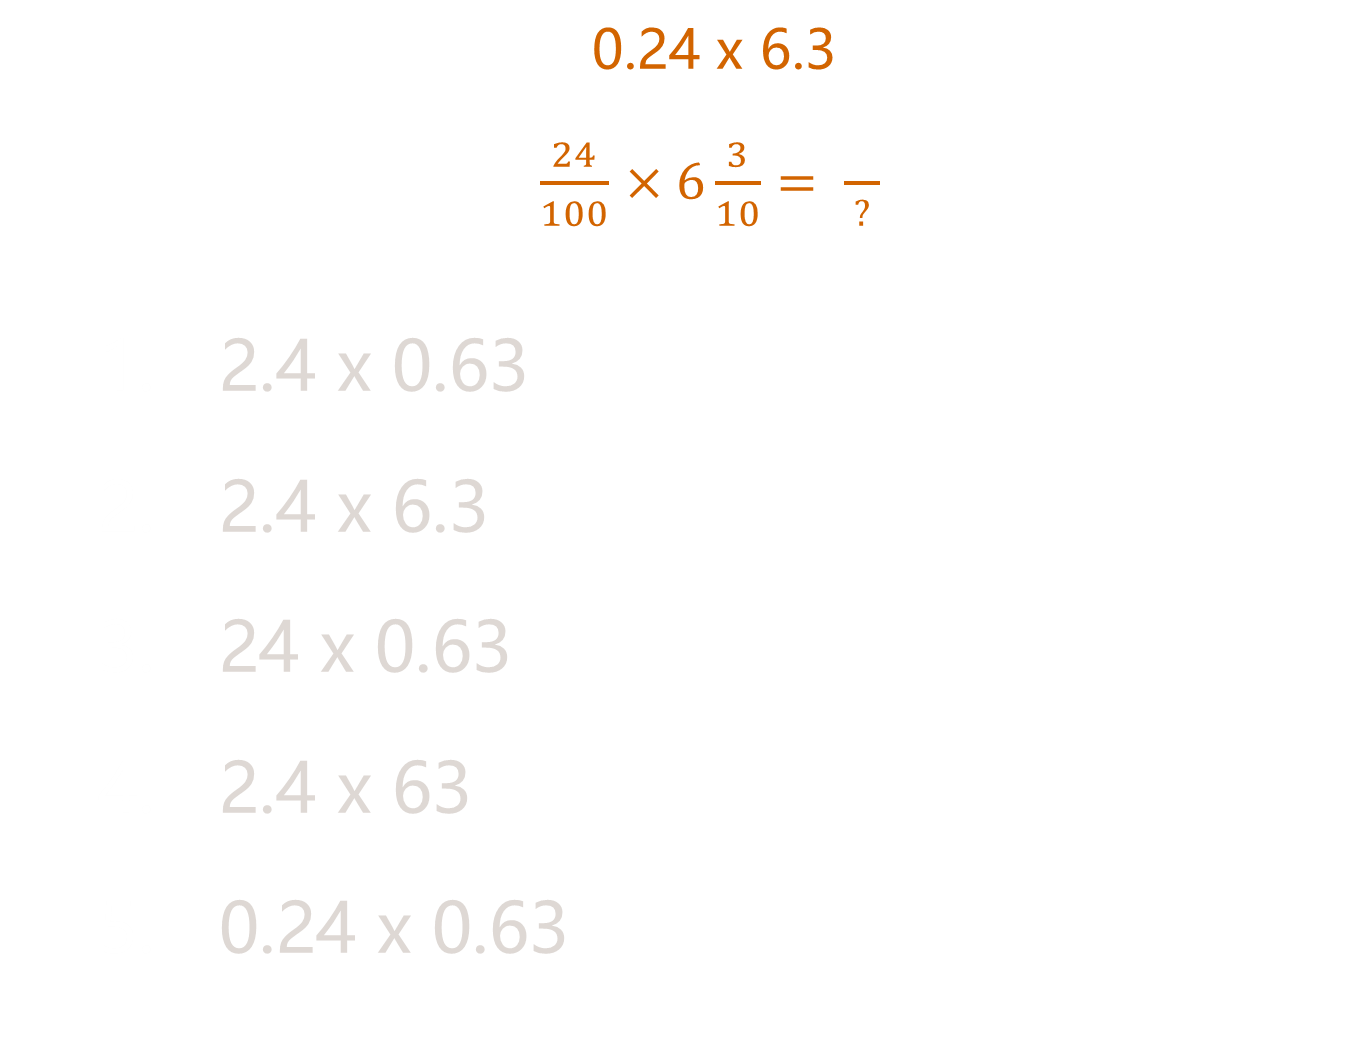 0.24 x 6.3
24/100 × 6 3/10 = /?
2.4 x 0.63
2.4 x 6.3
24 x 0.63
2.4 x 63
0.24 x 0.63